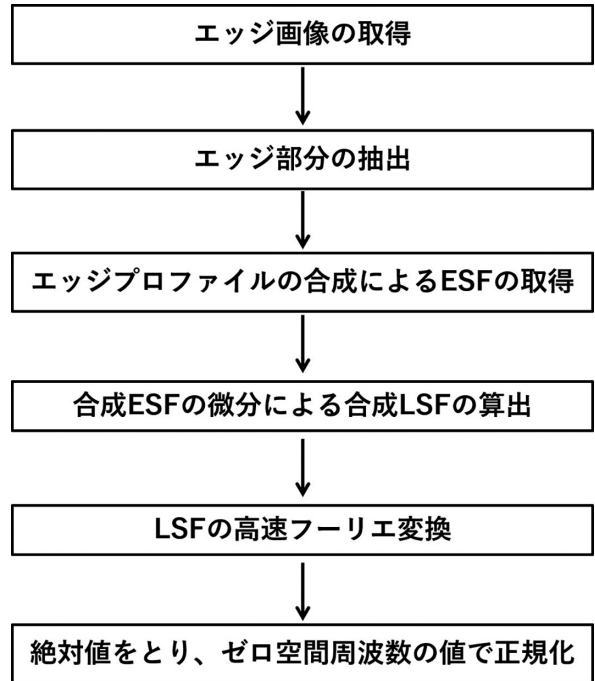 エッジ画像の取得
エッジ部分の抽出
エッジプロファイルの合成によるESFの取得
合成ESFの微分による合成LSFの算出
LSFの高速フーリエ変換
絶対値をとり、ゼロ空間周波数の値で正規化